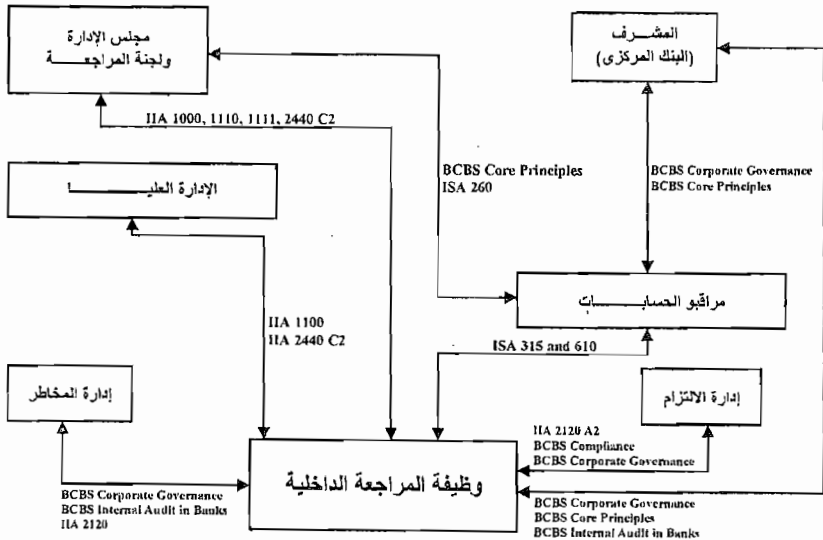 مجلس الإدارة
ولجنة المراجعة
المشرف
(البنك المركزى)
IIA 1000, 1110, 1111, 2440 C2
الإدارة العليا
BCBS Core Principles
ISA 260
BCBS Corporate Governance
BCBS Core Principles
مراقبو الحسابات
IIA 1100
IIA 2440 C2
ISA 315 and 610
إدارة المخاطر
إدارة الالتزام
IIA 2120 A2
BCBS Compliance
BCBS Corporate Governance
وظيفة المراجعة الداخلية
BCBS Corporate Governance
BCBS Internal Audit in Banks
IIA 2120
BCBS Corporate Governance
BCBS Core Principles
BCBS Internal Audit in Banks